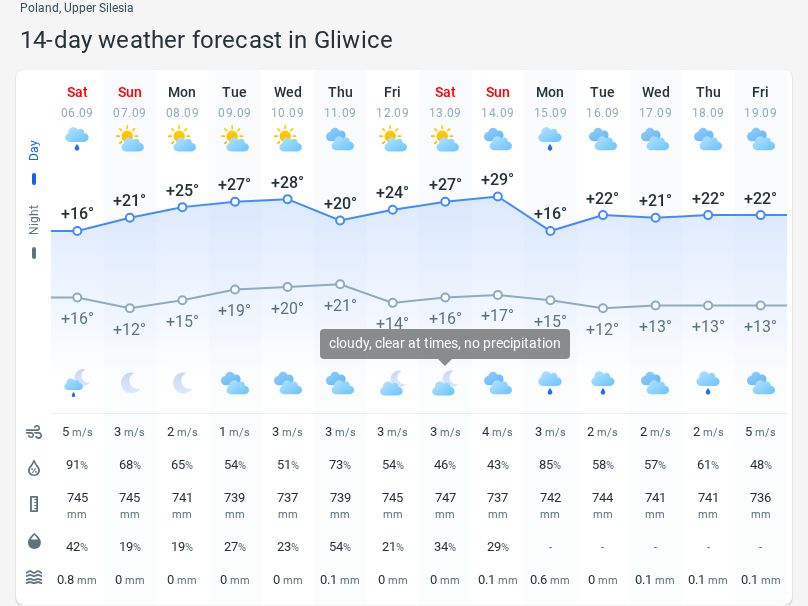 Poland, Upper Silesia
14-day weather forecast in Gliwice
Sat Sun Mon Tue Wed Thu Fri Sat Sun Mon Tue Wed Thu Fri
06.09 07.09 08.09 09.09 10.09 11.09 12.09 13.09 14.09 15.09 16.09 17.09 18.09 19.09
Day
+16° +21° +25° +27° +28° +20° +24° +27° +29° +16° +22° +21° +22° +22°
Night
+16° +12° +15° +19° +20° +21° +14° +16° +17° +15° +12° +13° +13° +13°
cloudy, clear at times, no precipitation
5 m/s 3 m/s 2 m/s 1 m/s 3 m/s 3 m/s 3 m/s 3 m/s 4 m/s 3 m/s 2 m/s 2 m/s 2 m/s 5 m/s
91% 68% 65% 54% 51% 73% 54% 46% 43% 85% 58% 57% 61% 48%
745 745 741 739 737 739 745 747 737 742 744 741 741 736
mm mm mm mm mm mm mm mm mm mm mm mm mm mm
42% 19% 19% 27% 23% 54% 21% 34% 29% - - - - -
0.8 mm 0 mm 0 mm 0 mm 0 mm 0.1 mm 0 mm 0 mm 0.1 mm 0.6 mm 0 mm 0.1 mm 0.1 mm 0.1 mm